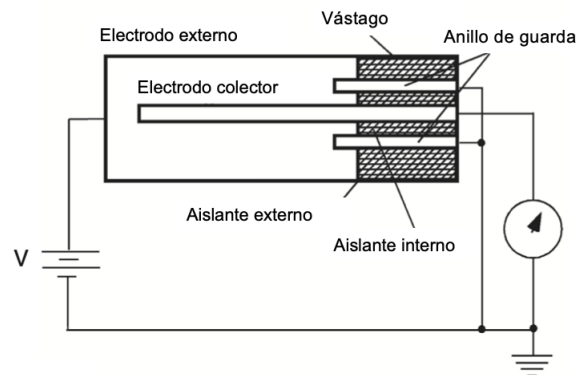 Vástago
Electrodo externo
Anillo de guarda
Electrodo colector
Aislante externo
Aislante interno
V